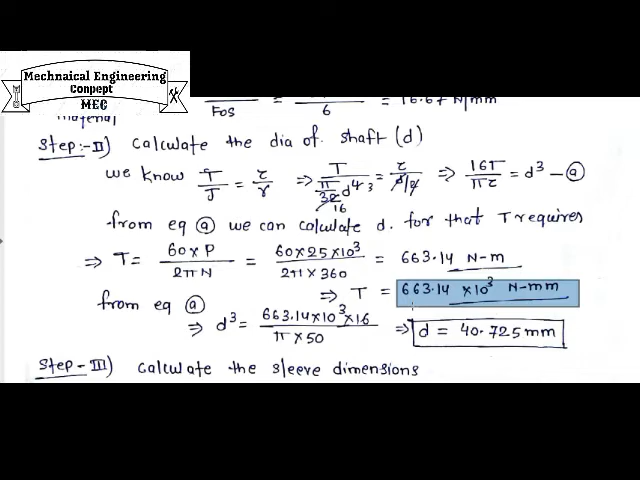 Mechnaical Engineering
Conpept
MEC
FOS = 6 = 16.67 N/mm
material
Step:-II) Calculate the dia of shaft (d)
we know T/J = τ/r ⇒ T/(π/32 d⁴ 3) = τ/(d/2) ⇒ 16T/πτ = d³ — ⓐ
16
from eq ⓐ we can calculate d. for that T requires
⇒ T = 60×P/2πN = 60×25×10³/2π×360 = 663.14 N-m
⇒ T = 663.14 ×10³ N-mm
from eq ⓐ
⇒ d³ = 663.14×10³×16/π×50 ⇒ d = 40.725mm
Step-III) Calculate the sleeve dimensions